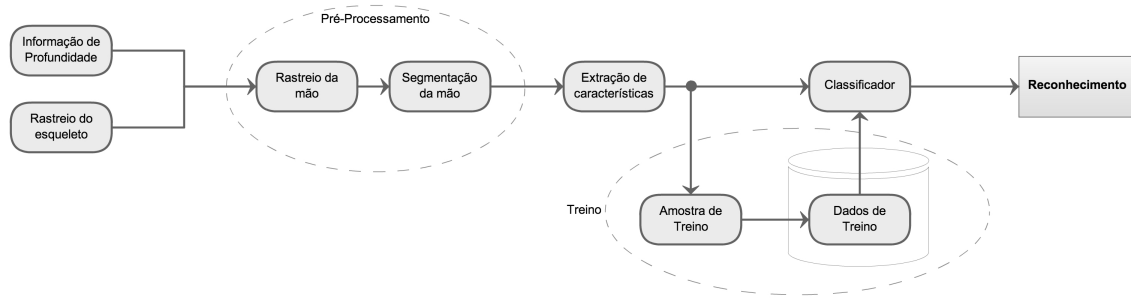 Pré-Processamento
Informação de
Profundidade
Rastreio do
esqueleto
Rastreio da
mão
Segmentação
da mão
Extração de
características
Classificador
Reconhecimento
Treino
Amostra de
Treino
Dados de
Treino